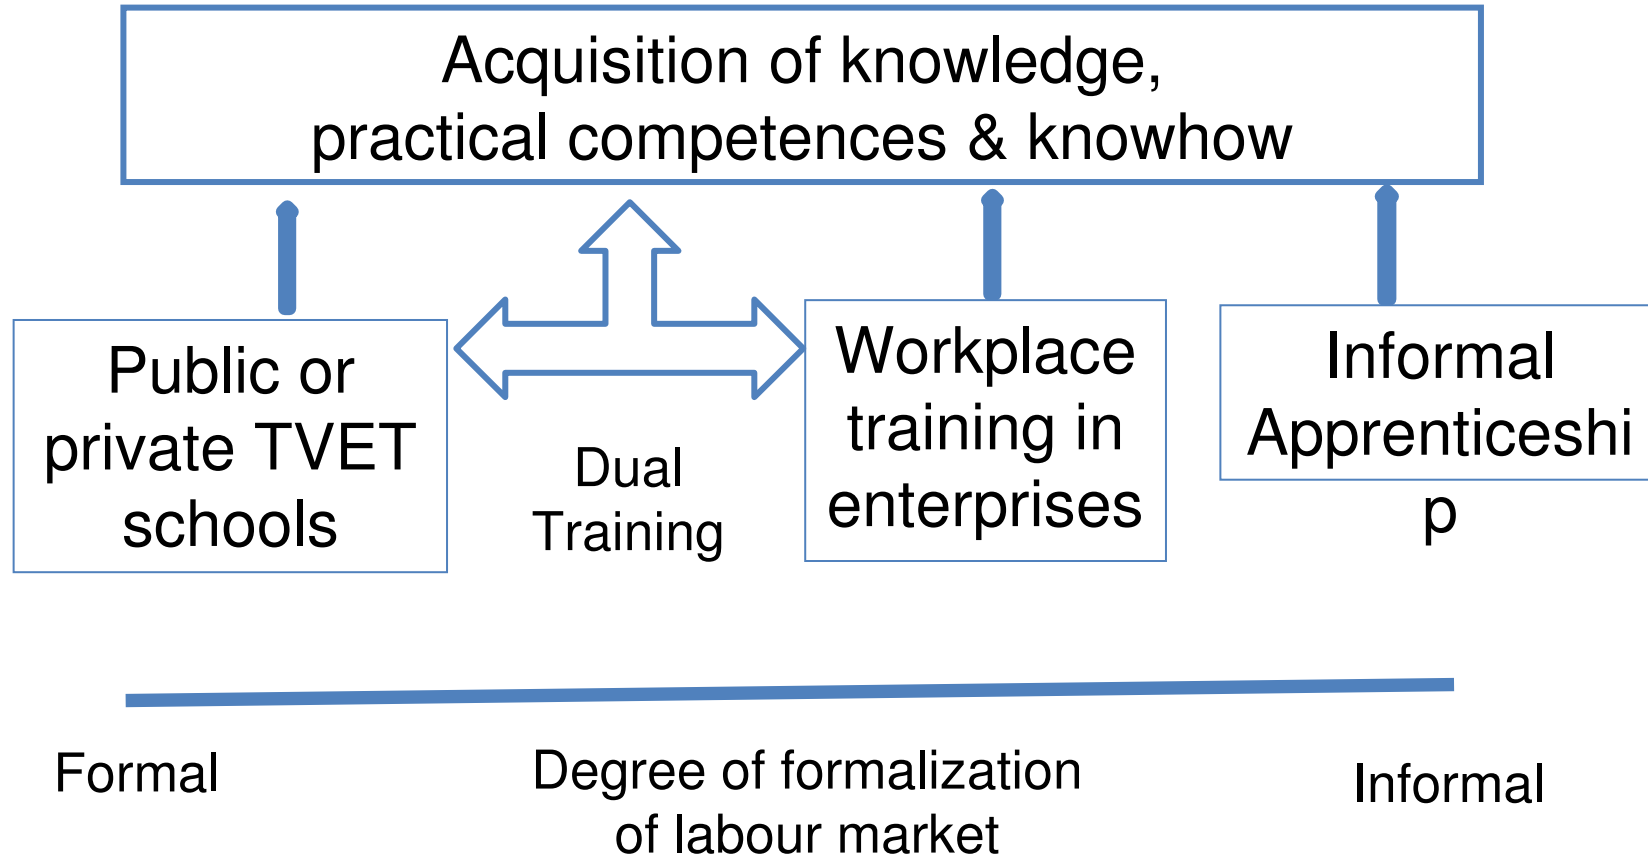 Acquisition of knowledge,
practical competences & knowhow
Public or
private TVET
schools
Dual
Training
Workplace
training in
enterprises
Informal
Apprenticeshi
p
Formal
Degree of formalization
of labour market
Informal